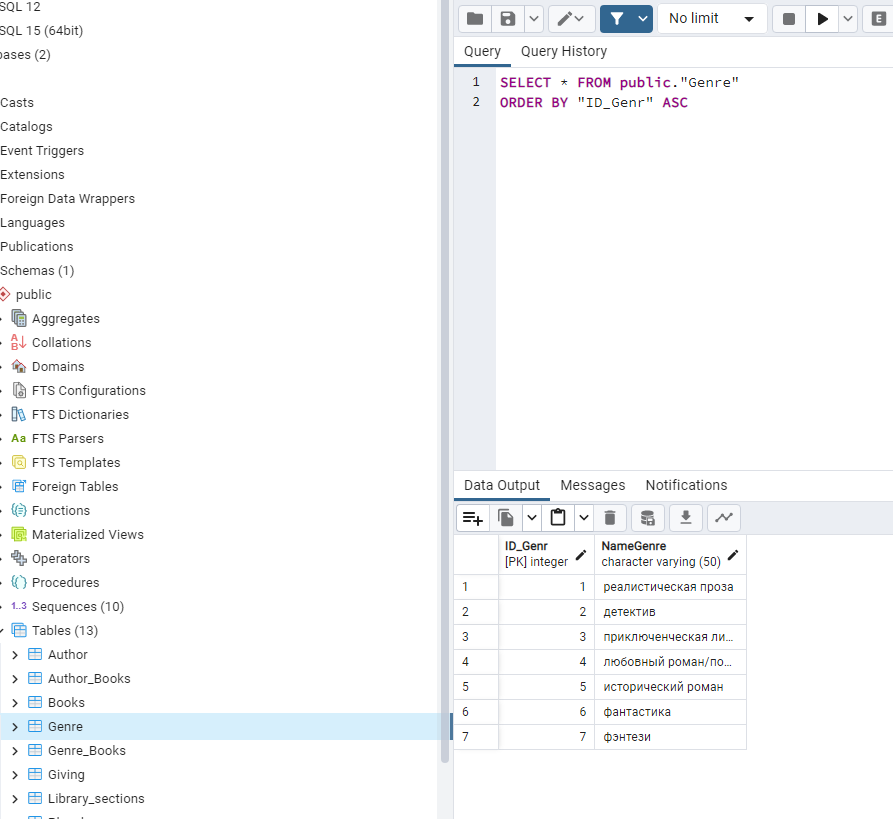 SQL 12
SQL 15 (64bit)
bases (2)
Casts
Catalogs
Event Triggers
Extensions
Foreign Data Wrappers
Languages
Publications
Schemas (1)
public
Aggregates
Collations
Domains
FTS Configurations
FTS Dictionaries
Aa FTS Parsers
FTS Templates
Foreign Tables
Functions
Materialized Views
Operators
Procedures
1..3 Sequences (10)
Tables (13)
Author
Author_Books
Books
Genre
Genre_Books
Giving
Library_sections
No limit
E
Query Query History
1 SELECT * FROM public."Genre"
2 ORDER BY "ID_Genr" ASC
Data Output Messages Notifications
ID_Genr NameGenre
[PK] integer character varying (50)
1 1 реалистическая проза
2 2 детектив
3 3 приключенческая ли...
4 4 любовный роман/по...
5 5 исторический роман
6 6 фантастика
7 7 фэнтези